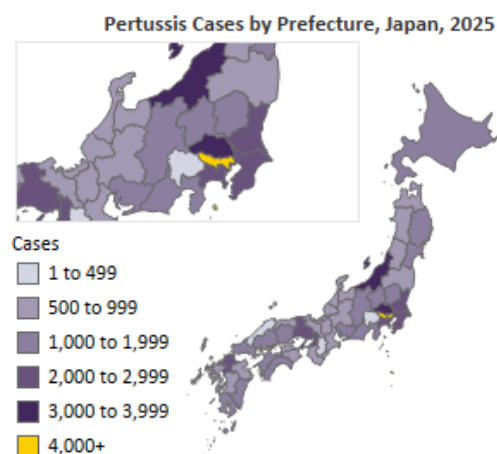 Pertussis Cases by Prefecture, Japan, 2025
Cases
1 to 499
500 to 999
1,000 to 1,999
2,000 to 2,999
3,000 to 3,999
4,000+